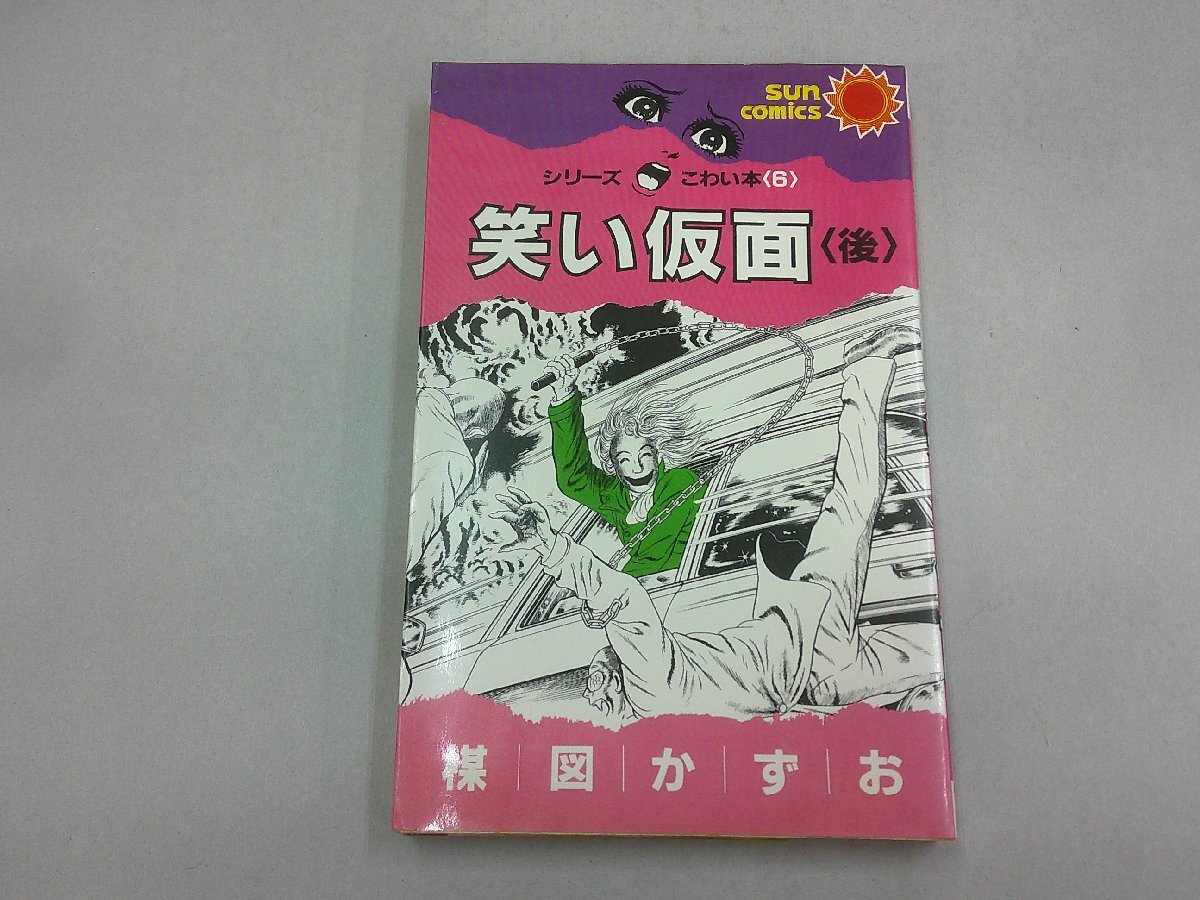 sun
comics
シリーズ こわい本〈6〉
笑い仮面〈後〉
楳図かずお